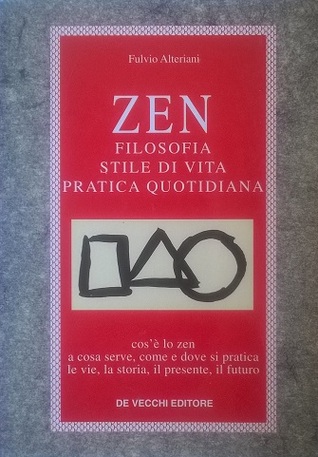 Fulvio Alteriani
ZEN
FILOSOFIA
STILE DI VITA
PRATICA QUOTIDIANA
cos'è lo zen
a cosa serve, come e dove si pratica
le vie, la storia, il presente, il futuro
DE VECCHI EDITORE